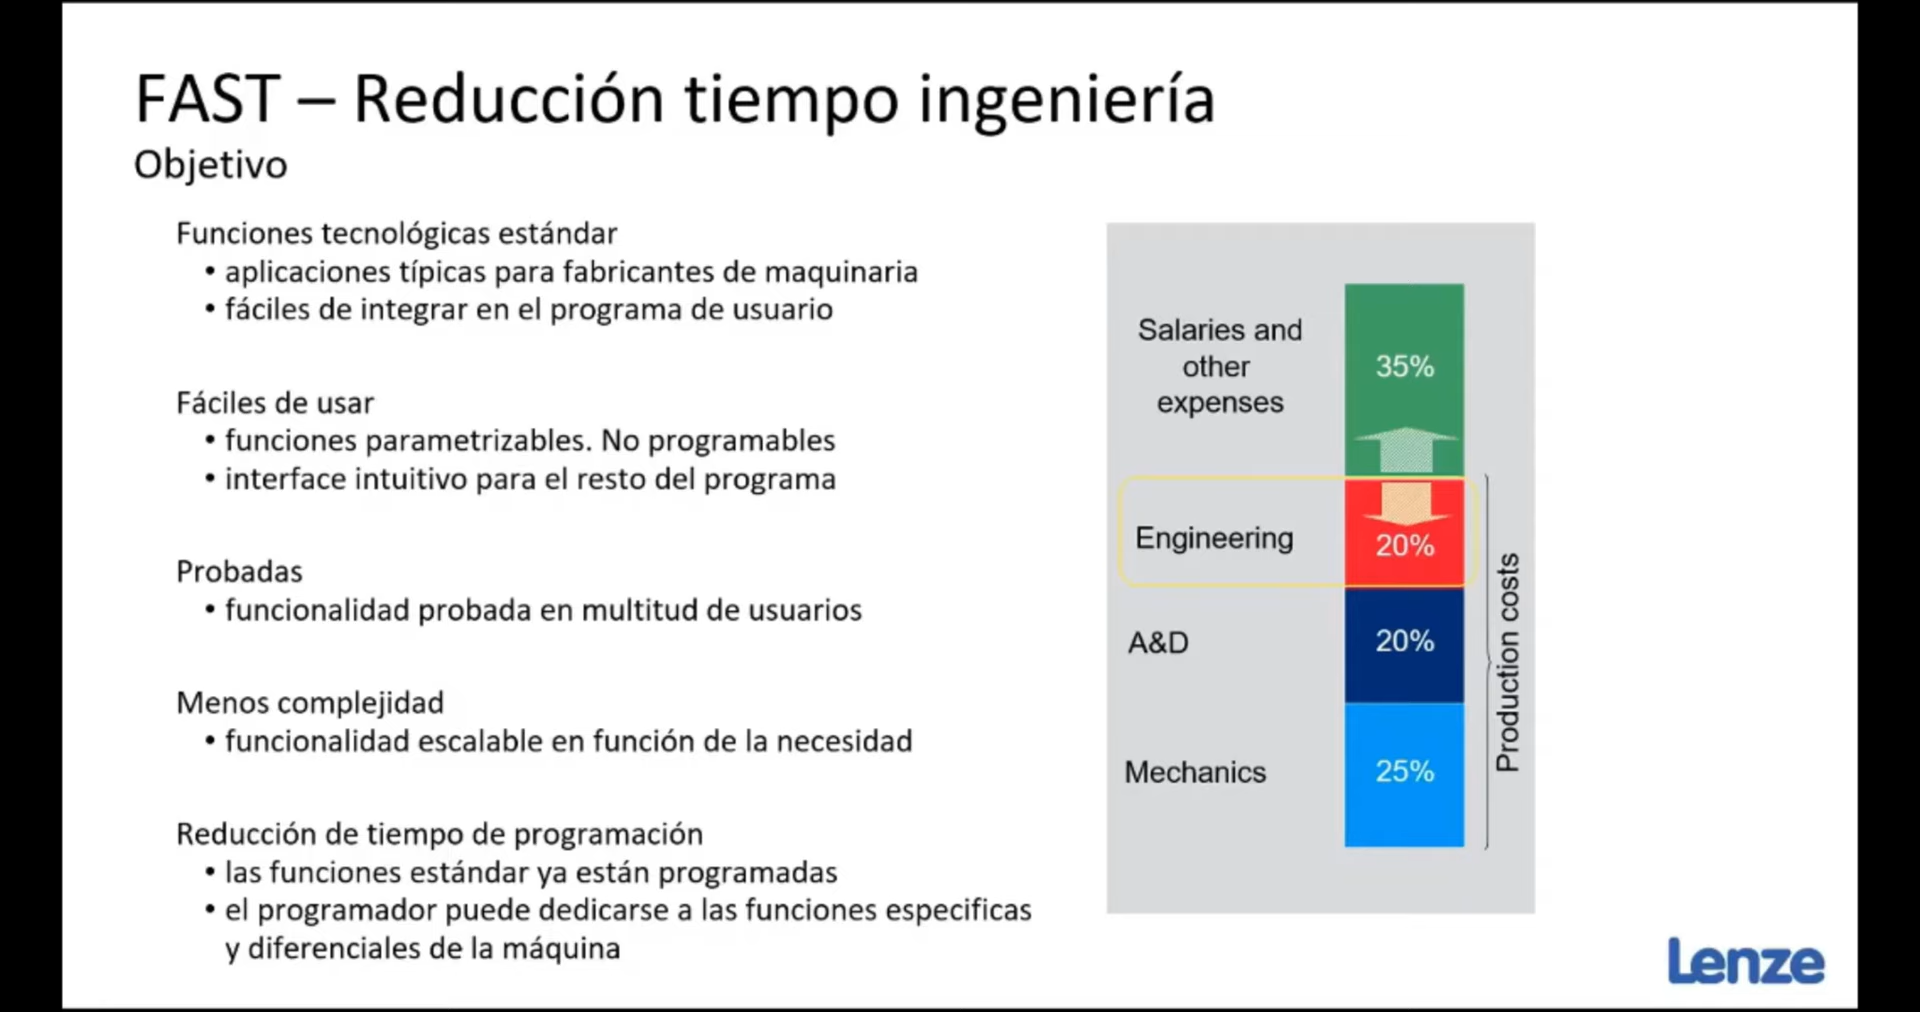 FAST – Reducción tiempo ingeniería
Objetivo
Funciones tecnológicas estándar
• aplicaciones típicas para fabricantes de maquinaria
• fáciles de integrar en el programa de usuario
Fáciles de usar
• funciones parametrizables. No programables
• interface intuitivo para el resto del programa
Probadas
• funcionalidad probada en multitud de usuarios
Menos complejidad
• funcionalidad escalable en función de la necesidad
Reducción de tiempo de programación
• las funciones estándar ya están programadas
• el programador puede dedicarse a las funciones especificas
y diferenciales de la máquina
Salaries and
other
expenses
35%
Engineering
20%
A&D
20%
Mechanics
25%
Production costs
Lenze